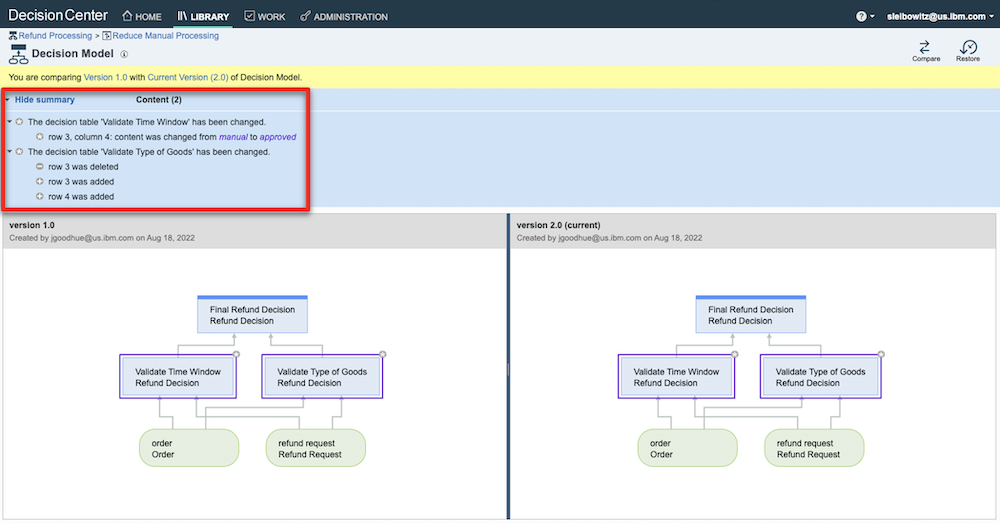 DecisionCenter HOME LIBRARY WORK ADMINISTRATION ? sleibowitz@us.ibm.com
Refund Processing > Reduce Manual Processing
Decision Model
Compare Restore
You are comparing Version 1.0 with Current Version (2.0) of Decision Model.
Hide summary Content (2)
The decision table 'Validate Time Window' has been changed.
row 3, column 4: content was changed from manual to approved
The decision table 'Validate Type of Goods' has been changed.
row 3 was deleted
row 3 was added
row 4 was added
version 1.0
Created by jgoodhue@us.ibm.com on Aug 18, 2022
Final Refund Decision
Refund Decision
Validate Time Window
Refund Decision
Validate Type of Goods
Refund Decision
order
Order
refund request
Refund Request
version 2.0 (current)
Created by jgoodhue@us.ibm.com on Aug 18, 2022
Final Refund Decision
Refund Decision
Validate Time Window
Refund Decision
Validate Type of Goods
Refund Decision
order
Order
refund request
Refund Request